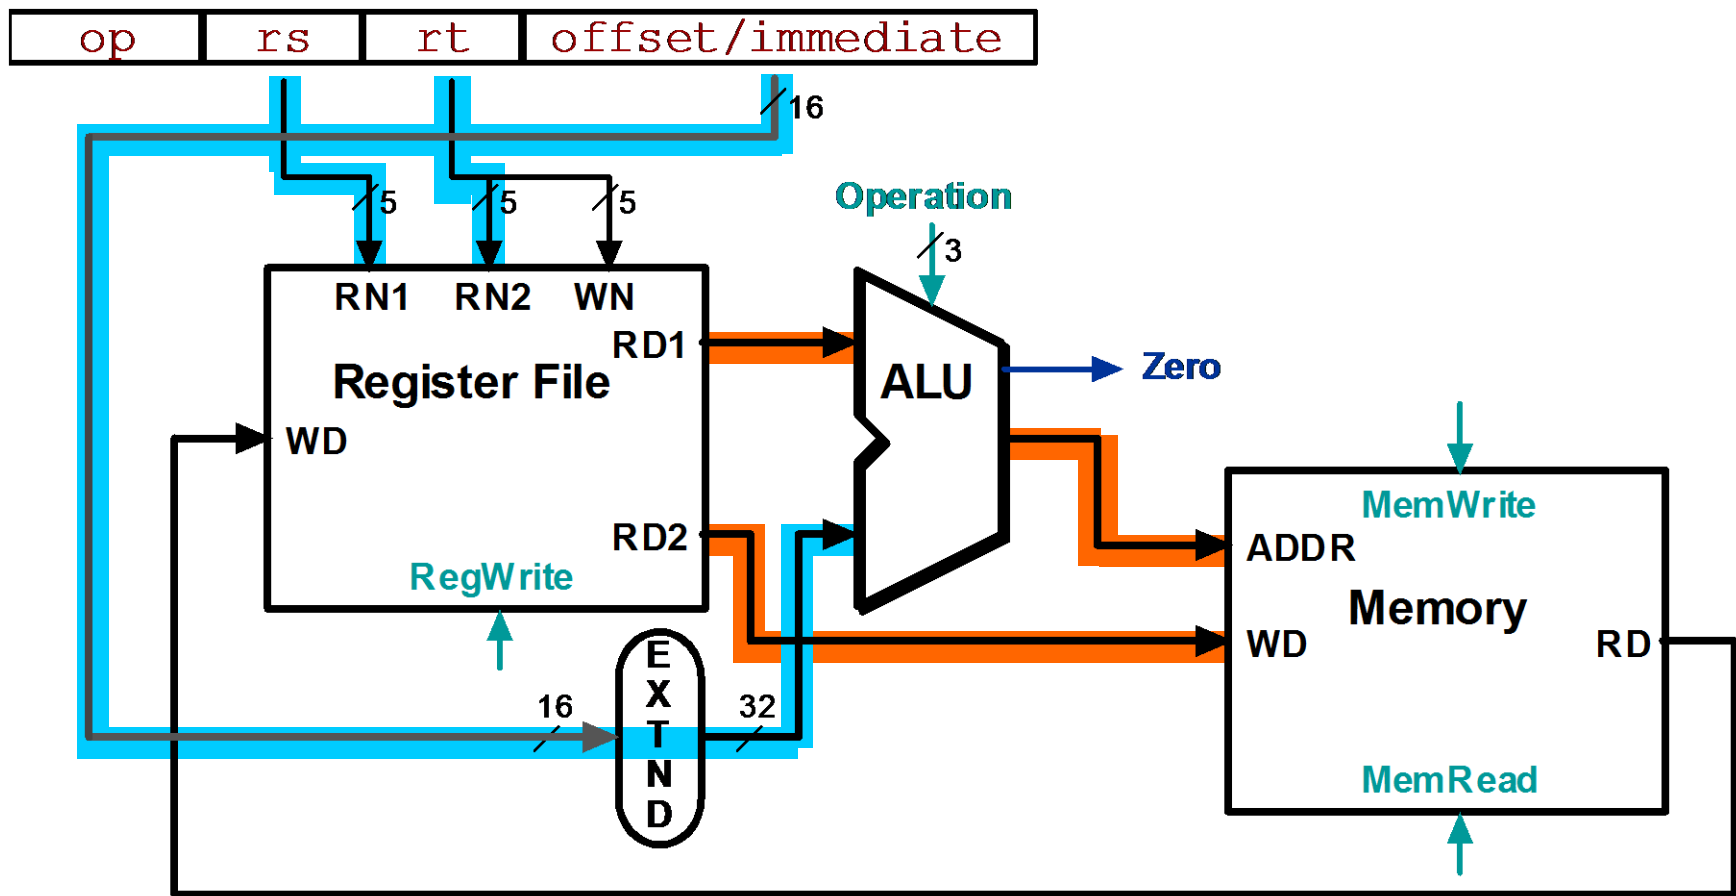 op rs rt offset/immediate
16
5 5 5
Operation
3
RN1 RN2 WN
RD1
Register File
ALU
Zero
WD
RD2
RegWrite
MemWrite
ADDR
Memory
WD
RD
MemRead
16
EXTND
32